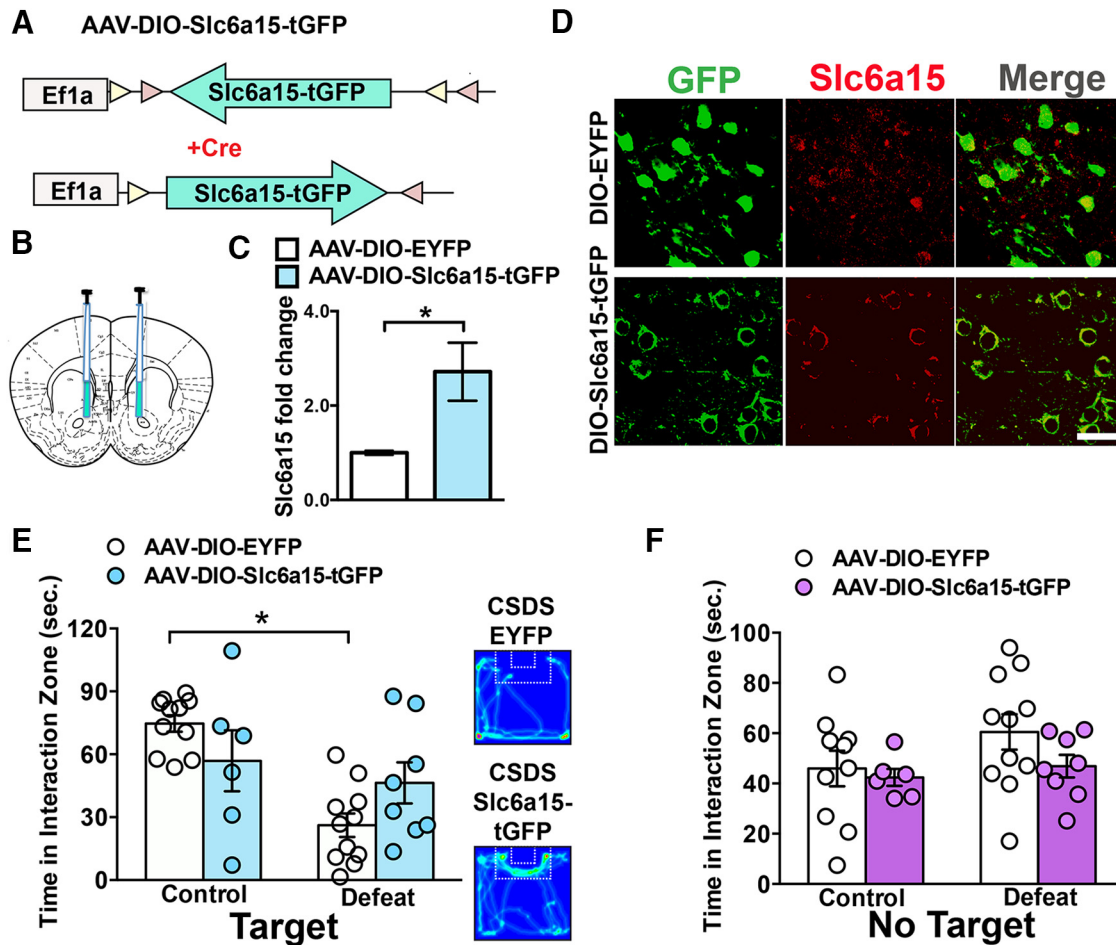 A
AAV-DIO-Slc6a15-tGFP
Ef1a
Slc6a15-tGFP
+Cre
Ef1a
Slc6a15-tGFP
B
C
AAV-DIO-EYFP
AAV-DIO-Slc6a15-tGFP
Slc6a15 fold change
4.0
2.0
0.0
*
D
GFP
Slc6a15
Merge
DIO-EYFP
DIO-Slc6a15-tGFP
E
AAV-DIO-EYFP
AAV-DIO-Slc6a15-tGFP
Time in Interaction Zone (sec.)
120
90
60
30
0
*
Control
Defeat
Target
CSDS
EYFP
CSDS
Slc6a15-
tGFP
F
AAV-DIO-EYFP
AAV-DIO-Slc6a15-tGFP
Time in Interaction Zone (sec.)
100
80
60
40
20
0
Control
Defeat
No Target